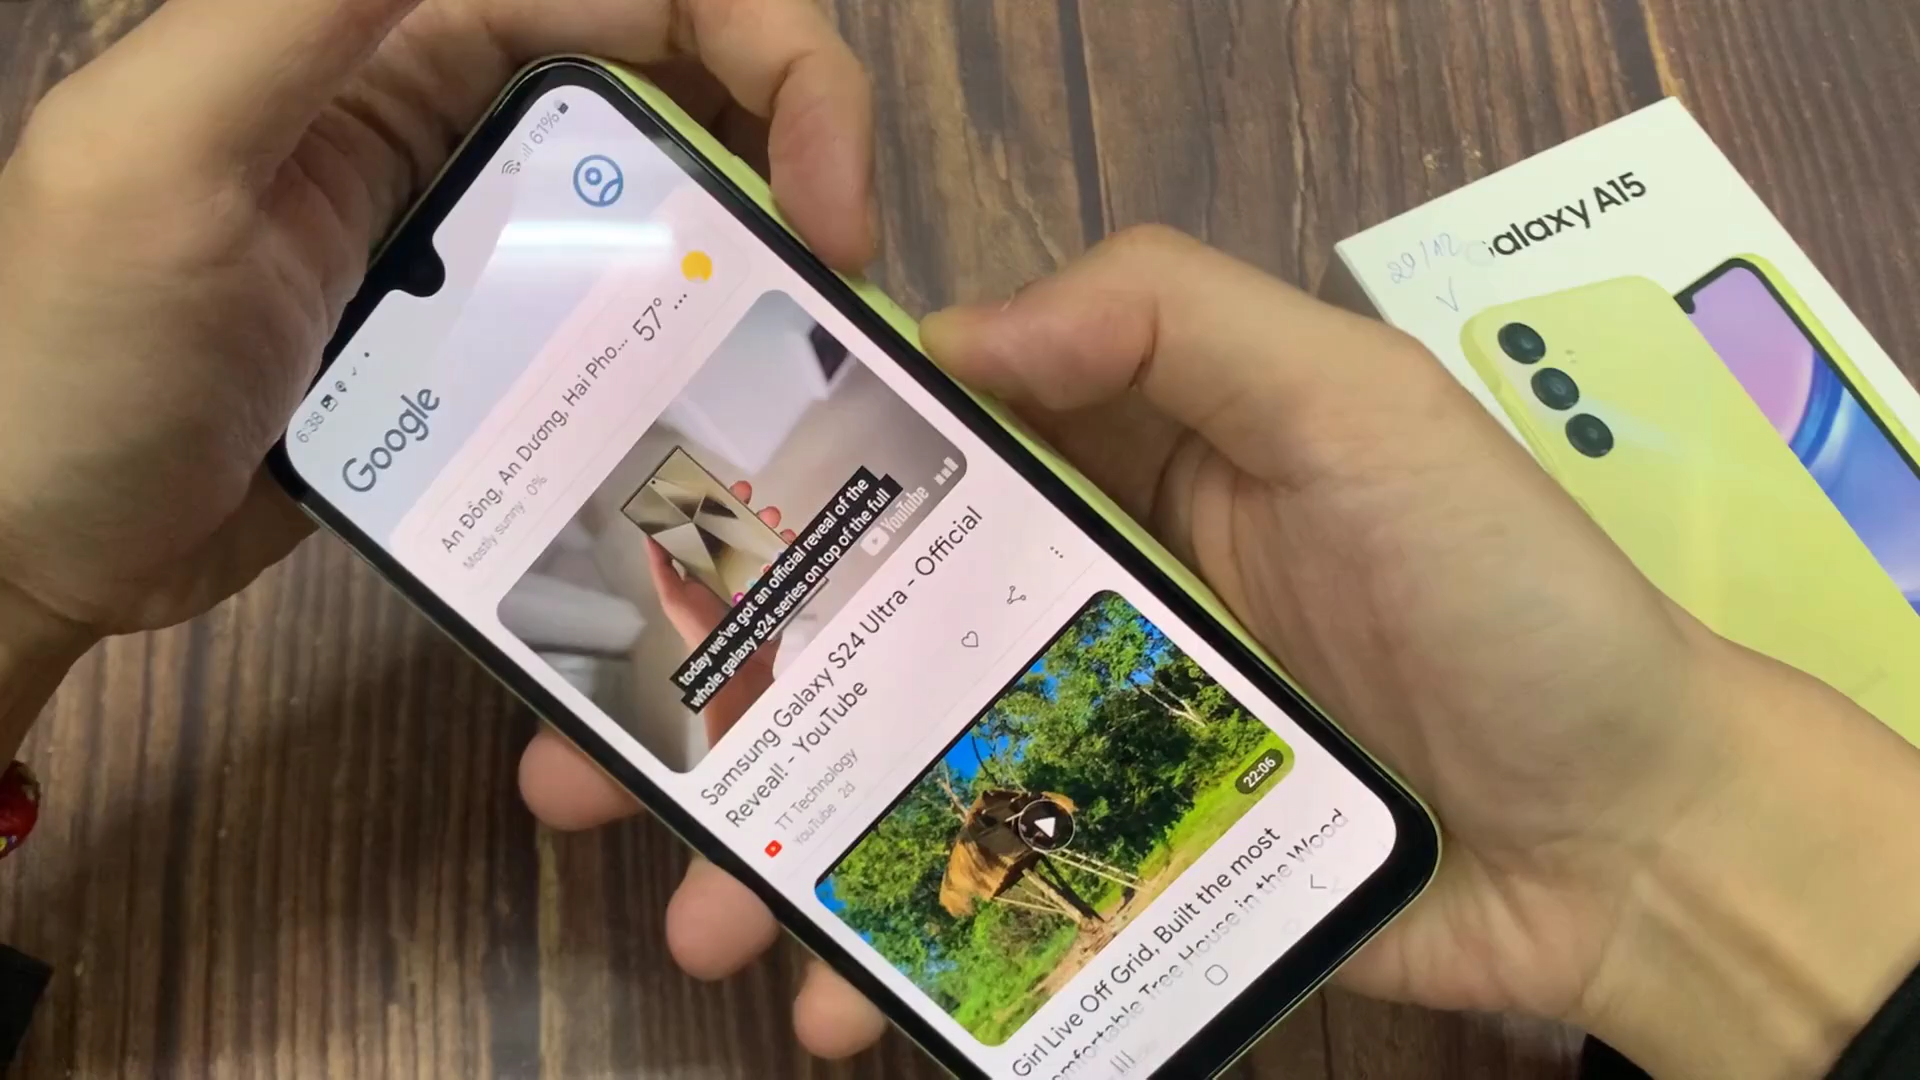 6:38
61%
Google
An Đồng, An Dương, Hai Pho... 57° ...
Mostly sunny · 0%
today we've got an official reveal of the
whole galaxy s24 series on top of the full
YouTube
Samsung Galaxy S24 Ultra - Official
Reveal! - YouTube
TT Technology
YouTube · 2d
22:06
Girl Live Off Grid, Built the most
omfortable Tree House in the Wood
Galaxy A15
29/12